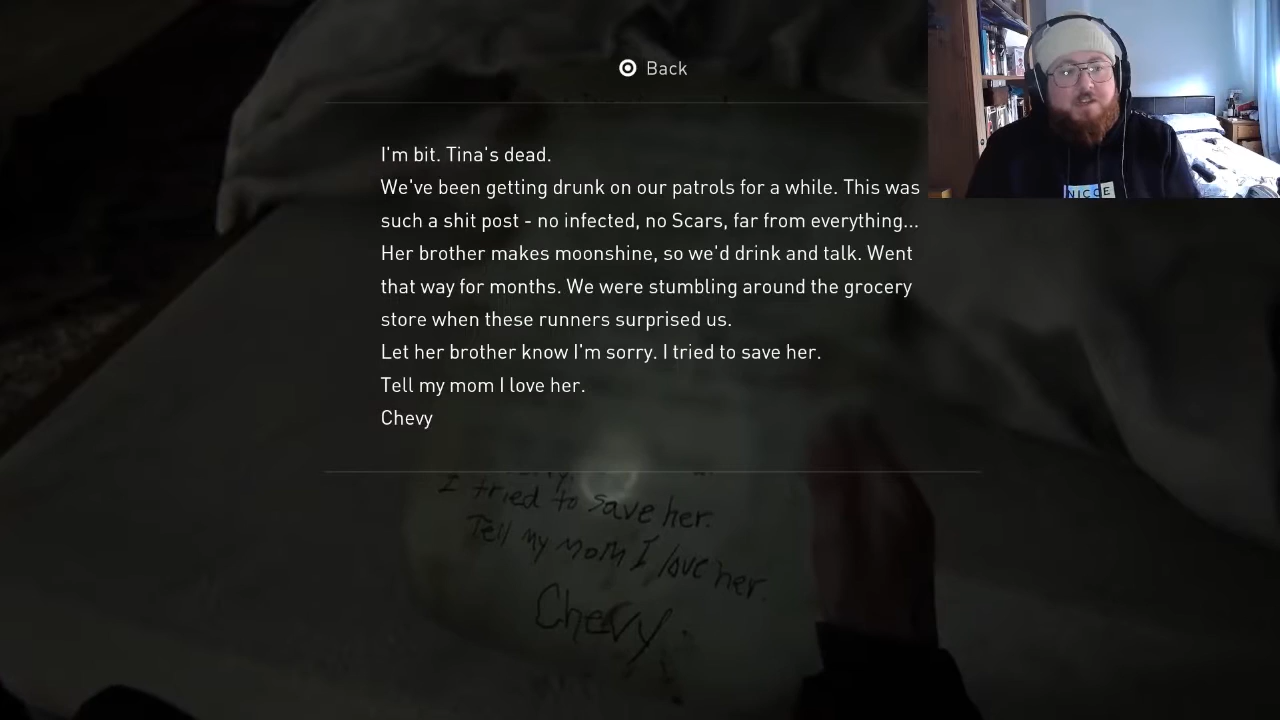 Back
I'm bit. Tina's dead.
We've been getting drunk on our patrols for a while. This was
such a shit post - no infected, no Scars, far from everything...
Her brother makes moonshine, so we'd drink and talk. Went
that way for months. We were stumbling around the grocery
store when these runners surprised us.
Let her brother know I'm sorry. I tried to save her.
Tell my mom I love her.
Chevy
I tried to save her.
Tell my mom I love her.
Chevy
NICCE